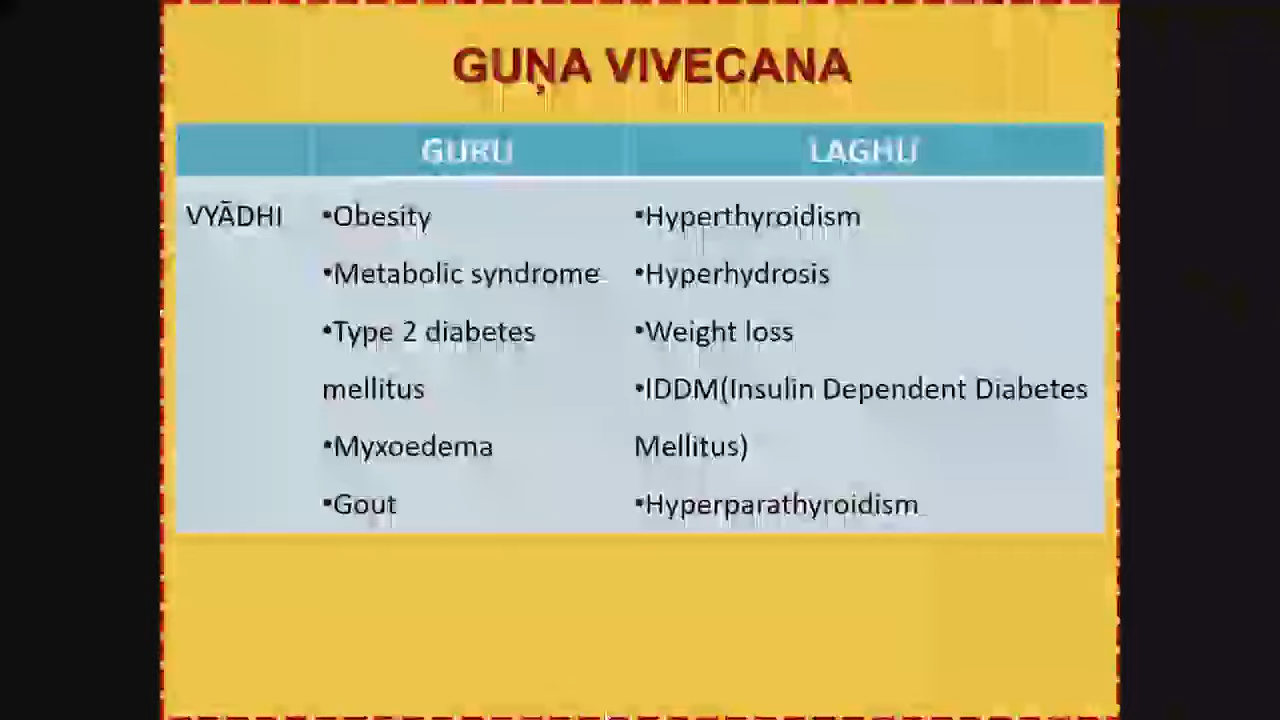 GUṆA VIVECANA
GURU LAGHU
VYĀDHI •Obesity •Hyperthyroidism
•Metabolic syndrome •Hyperhydrosis
•Type 2 diabetes •Weight loss
mellitus •IDDM(Insulin Dependent Diabetes
•Myxoedema Mellitus)
•Gout •Hyperparathyroidism